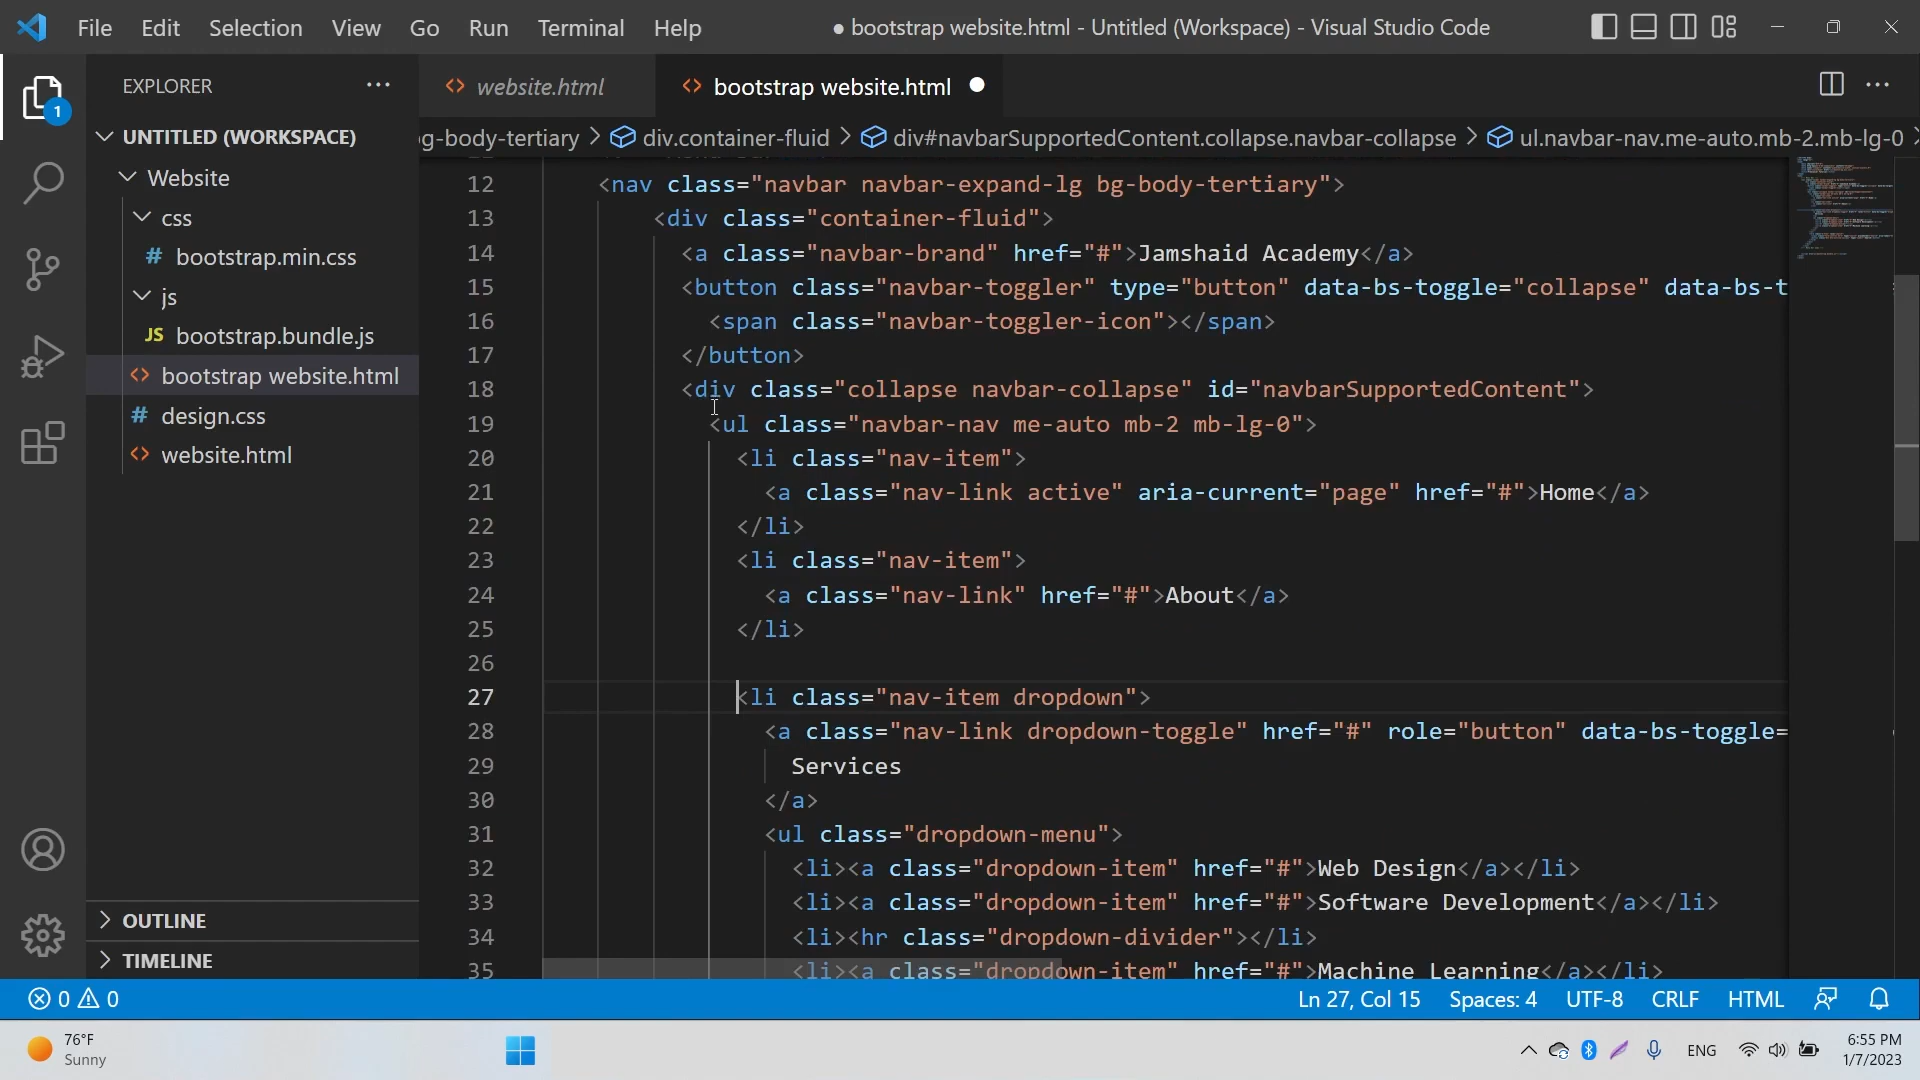 File Edit Selection View Go Run Terminal Help
● bootstrap website.html - Untitled (Workspace) - Visual Studio Code
EXPLORER
website.html
bootstrap website.html
1
UNTITLED (WORKSPACE)
Website
css
# bootstrap.min.css
js
JS bootstrap.bundle.js
bootstrap website.html
# design.css
website.html
OUTLINE
TIMELINE
g-body-tertiary > div.container-fluid > div#navbarSupportedContent.collapse.navbar-collapse > ul.navbar-nav.me-auto.mb-2.mb-lg-0
12 <nav class="navbar navbar-expand-lg bg-body-tertiary">
13 <div class="container-fluid">
14 <a class="navbar-brand" href="#">Jamshaid Academy</a>
15 <button class="navbar-toggler" type="button" data-bs-toggle="collapse" data-bs-t
16 <span class="navbar-toggler-icon"></span>
17 </button>
18 <div class="collapse navbar-collapse" id="navbarSupportedContent">
19 <ul class="navbar-nav me-auto mb-2 mb-lg-0">
20 <li class="nav-item">
21 <a class="nav-link active" aria-current="page" href="#">Home</a>
22 </li>
23 <li class="nav-item">
24 <a class="nav-link" href="#">About</a>
25 </li>
26
27 <li class="nav-item dropdown">
28 <a class="nav-link dropdown-toggle" href="#" role="button" data-bs-toggle=
29 Services
30 </a>
31 <ul class="dropdown-menu">
32 <li><a class="dropdown-item" href="#">Web Design</a></li>
33 <li><a class="dropdown-item" href="#">Software Development</a></li>
34 <li><hr class="dropdown-divider"></li>
35 <li><a class="dropdown-item" href="#">Machine Learning</a></li>
0 0
Ln 27, Col 15 Spaces: 4 UTF-8 CRLF HTML
76°F
Sunny
ENG
6:55 PM
1/7/2023